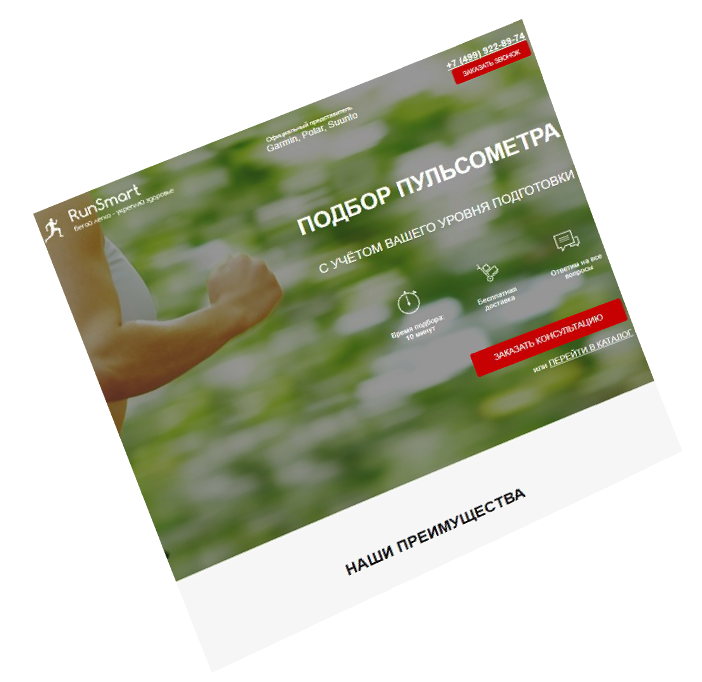 RunSmart
Бегай легко - укрепляй здоровье
Официальный представитель
Garmin, Polar, Suunto
+7 (499) 922-89-74
ЗАКАЗАТЬ ЗВОНОК
ПОДБОР ПУЛЬСОМЕТРА
С УЧЁТОМ ВАШЕГО УРОВНЯ ПОДГОТОВКИ
Время подбора:
10 минут
Бесплатная
доставка
Ответим на все
вопросы
ЗАКАЗАТЬ КОНСУЛЬТАЦИЮ
или ПЕРЕЙТИ В КАТАЛОГ
НАШИ ПРЕИМУЩЕСТВА